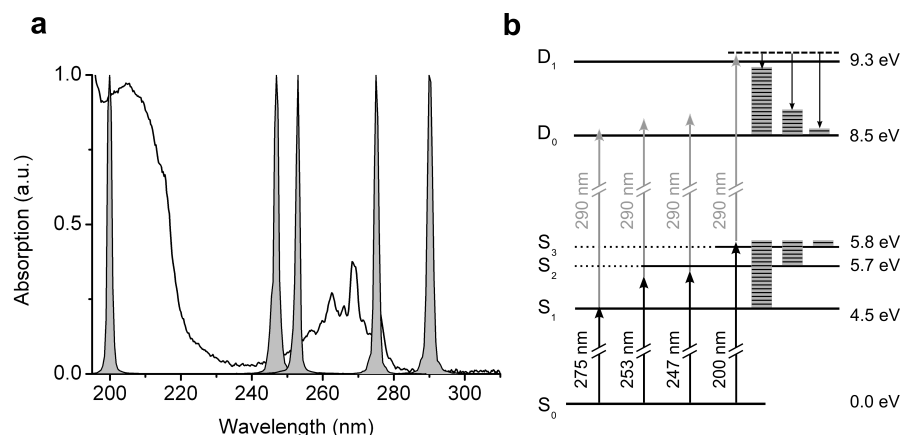 a
1.0
0.5
0.0
Absorption (a.u.)
200 220 240 260 280 300
Wavelength (nm)
b
D1 9.3 eV
D0 8.5 eV
290 nm 290 nm 290 nm 290 nm
S3 5.8 eV
S2 5.7 eV
S1 4.5 eV
275 nm 253 nm 247 nm 200 nm
S0 0.0 eV